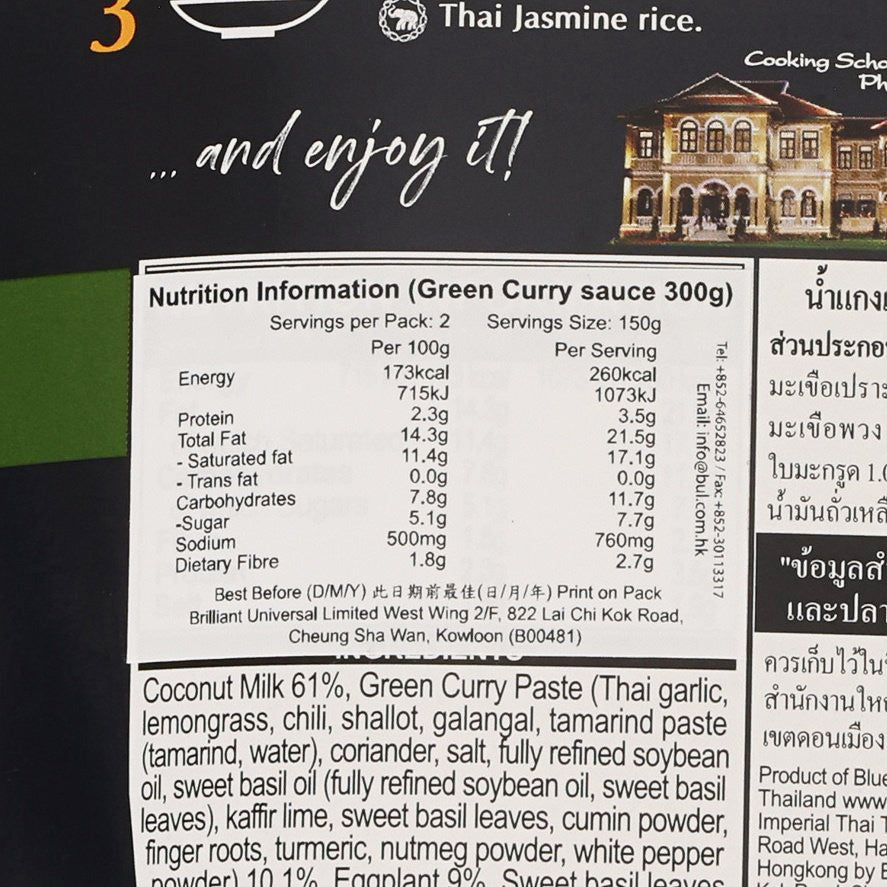 3
Thai Jasmine rice.
Cooking
... and enjoy it!
Nutrition Information (Green Curry sauce 300g)
Servings per Pack: 2 Servings Size: 150g
Per 100g Per Serving
Energy 173kcal 260kcal
715kJ 1073kJ
Protein 2.3g 3.5g
Total Fat 14.3g 21.5g
- Saturated fat 11.4g 17.1g
- Trans fat 0.0g 0.0g
Carbohydrates 7.8g 11.7g
-Sugar 5.1g 7.7g
Sodium 500mg 760mg
Dietary Fibre 1.8g 2.7g
Best Before (D/M/Y) 此日期前最佳(日/月/年) Print on Pack
Brilliant Universal Limited West Wing 2/F, 822 Lai Chi Kok Road,
Cheung Sha Wan, Kowloon (B00481)
Tel: +852-64652823 / Fax: +852-30113317
Email: info@bul.com.hk
INGREDIENTS
Coconut Milk 61%, Green Curry Paste (Thai garlic,
lemongrass, chili, shallot, galangal, tamarind paste
(tamarind, water), coriander, salt, fully refined soybean
oil, sweet basil oil (fully refined soybean oil, sweet basil
leaves), kaffir lime, sweet basil leaves, cumin powder,
finger roots, turmeric, nutmeg powder, white pepper
powder) 10.1%, Eggplant 9%, Sweet basil leaves
น้ำแกง
ส่วนประกอ
มะเขือเปราะ
มะเขือพวง
ใบมะกรูด 1.
น้ำมันถั่วเหลื
"ข้อมูลส
และปลา
ควรเก็บไว้ใน
สำนักงานให
เขตดอนเมือง
Product of Blue
Thailand www
Imperial Thai
Road West, Ha
Hongkong by